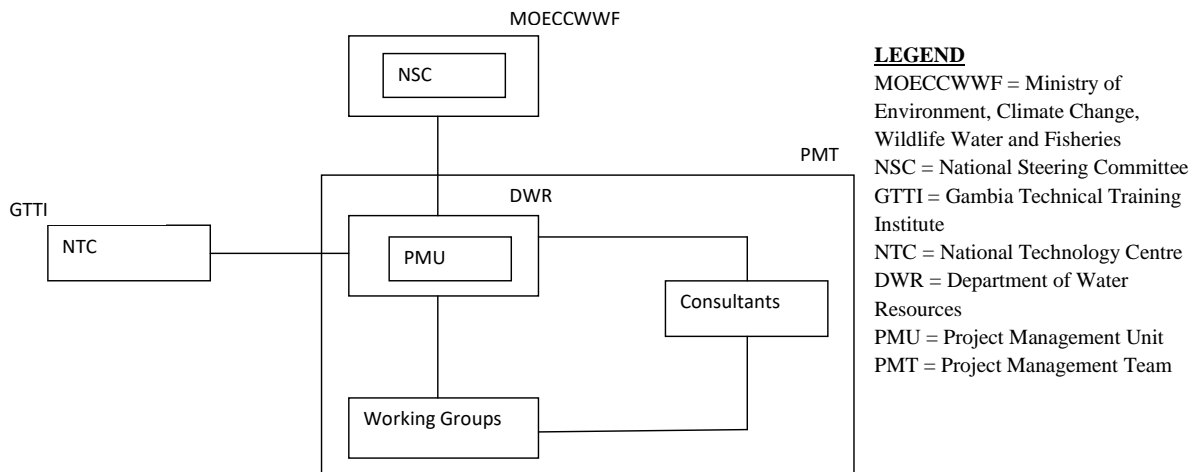 MOECCWWF
NSC
PMT
DWR
GTTI
NTC
PMU
Consultants
Working Groups
LEGEND
MOECCWWF = Ministry of
Environment, Climate Change,
Wildlife Water and Fisheries
NSC = National Steering Committee
GTTI = Gambia Technical Training
Institute
NTC = National Technology Centre
DWR = Department of Water
Resources
PMU = Project Management Unit
PMT = Project Management Team